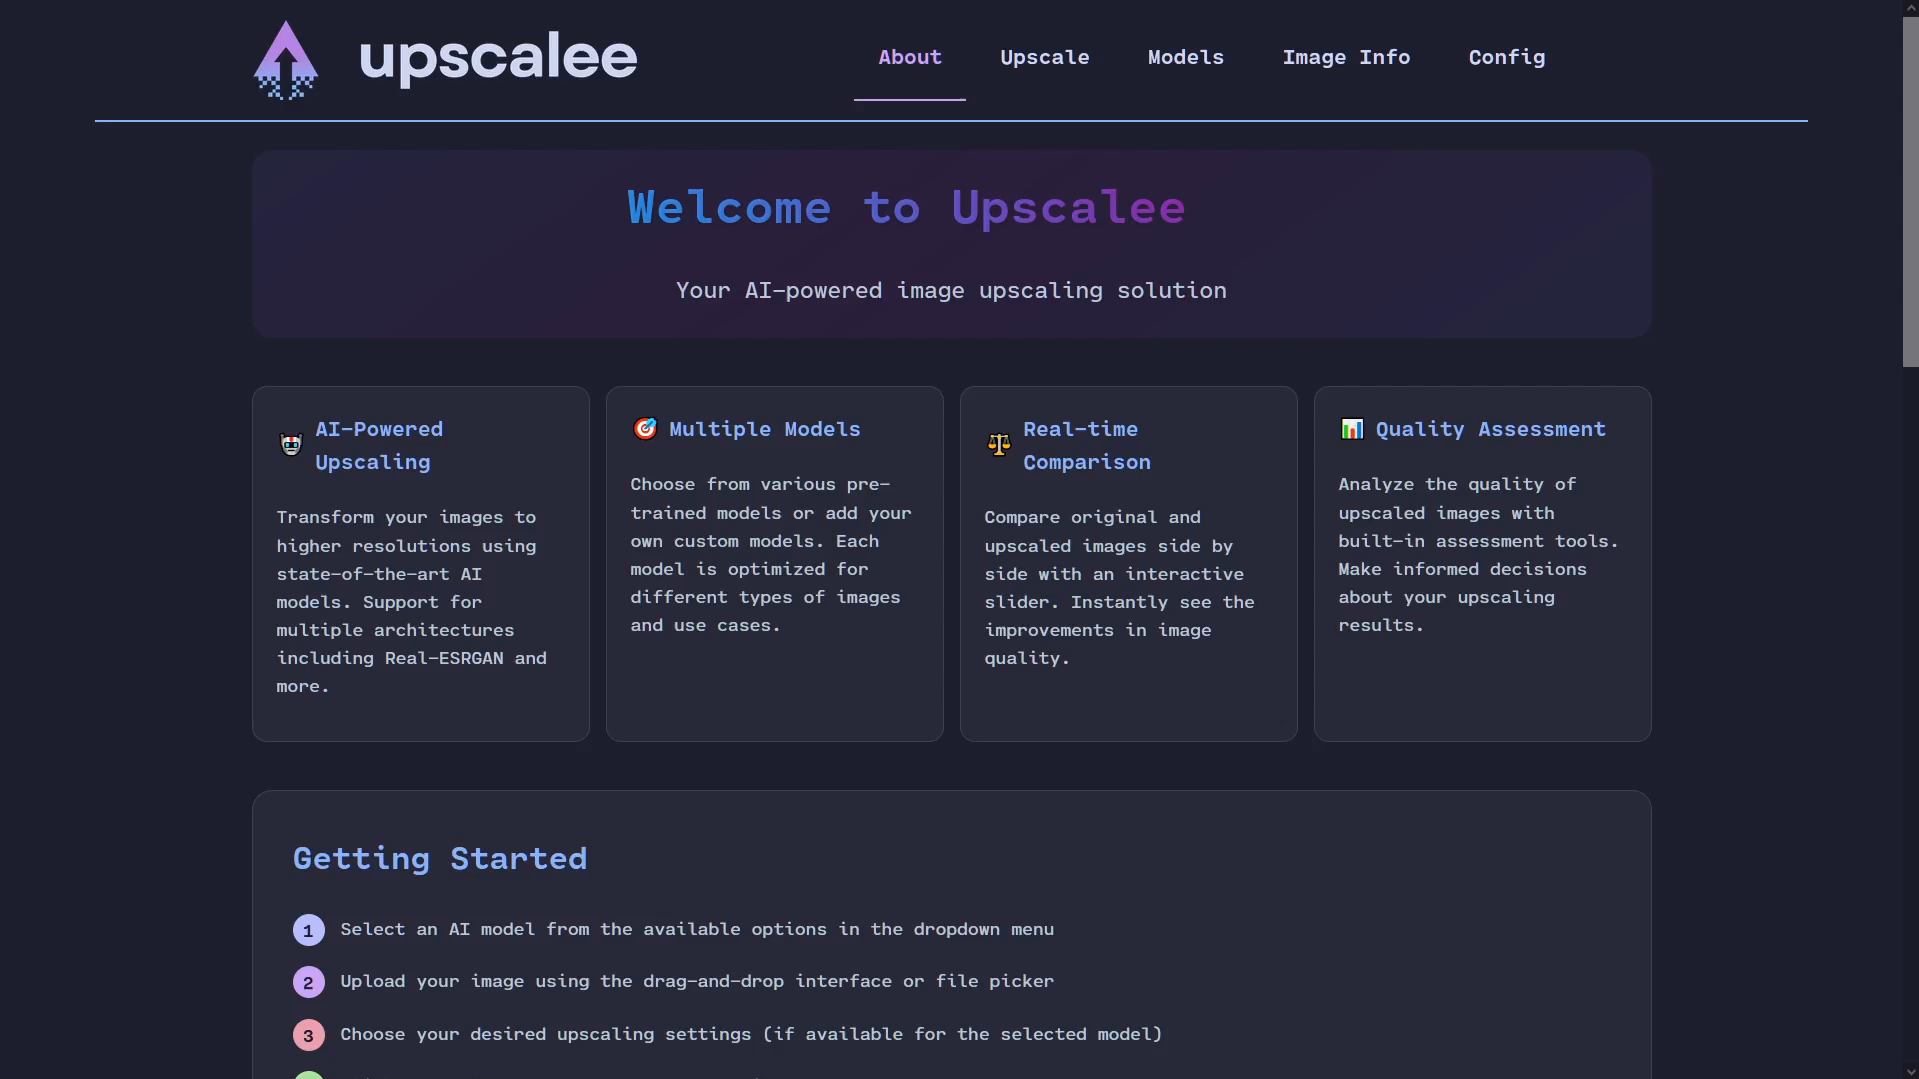 upscalee
About
Upscale
Models
Image Info
Config
Welcome to Upscalee
Your AI-powered image upscaling solution
AI-Powered
Upscaling
Transform your images to
higher resolutions using
state-of-the-art AI
models. Support for
multiple architectures
including Real-ESRGAN and
more.
Multiple Models
Choose from various pre-
trained models or add your
own custom models. Each
model is optimized for
different types of images
and use cases.
Real-time
Comparison
Compare original and
upscaled images side by
side with an interactive
slider. Instantly see the
improvements in image
quality.
Quality Assessment
Analyze the quality of
upscaled images with
built-in assessment tools.
Make informed decisions
about your upscaling
results.
Getting Started
1 Select an AI model from the available options in the dropdown menu
2 Upload your image using the drag-and-drop interface or file picker
3 Choose your desired upscaling settings (if available for the selected model)